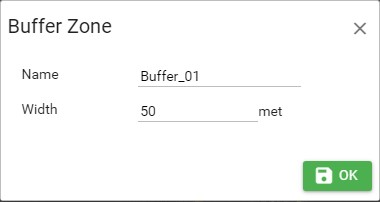 Buffer Zone
Name Buffer_01
Width 50 met
OK